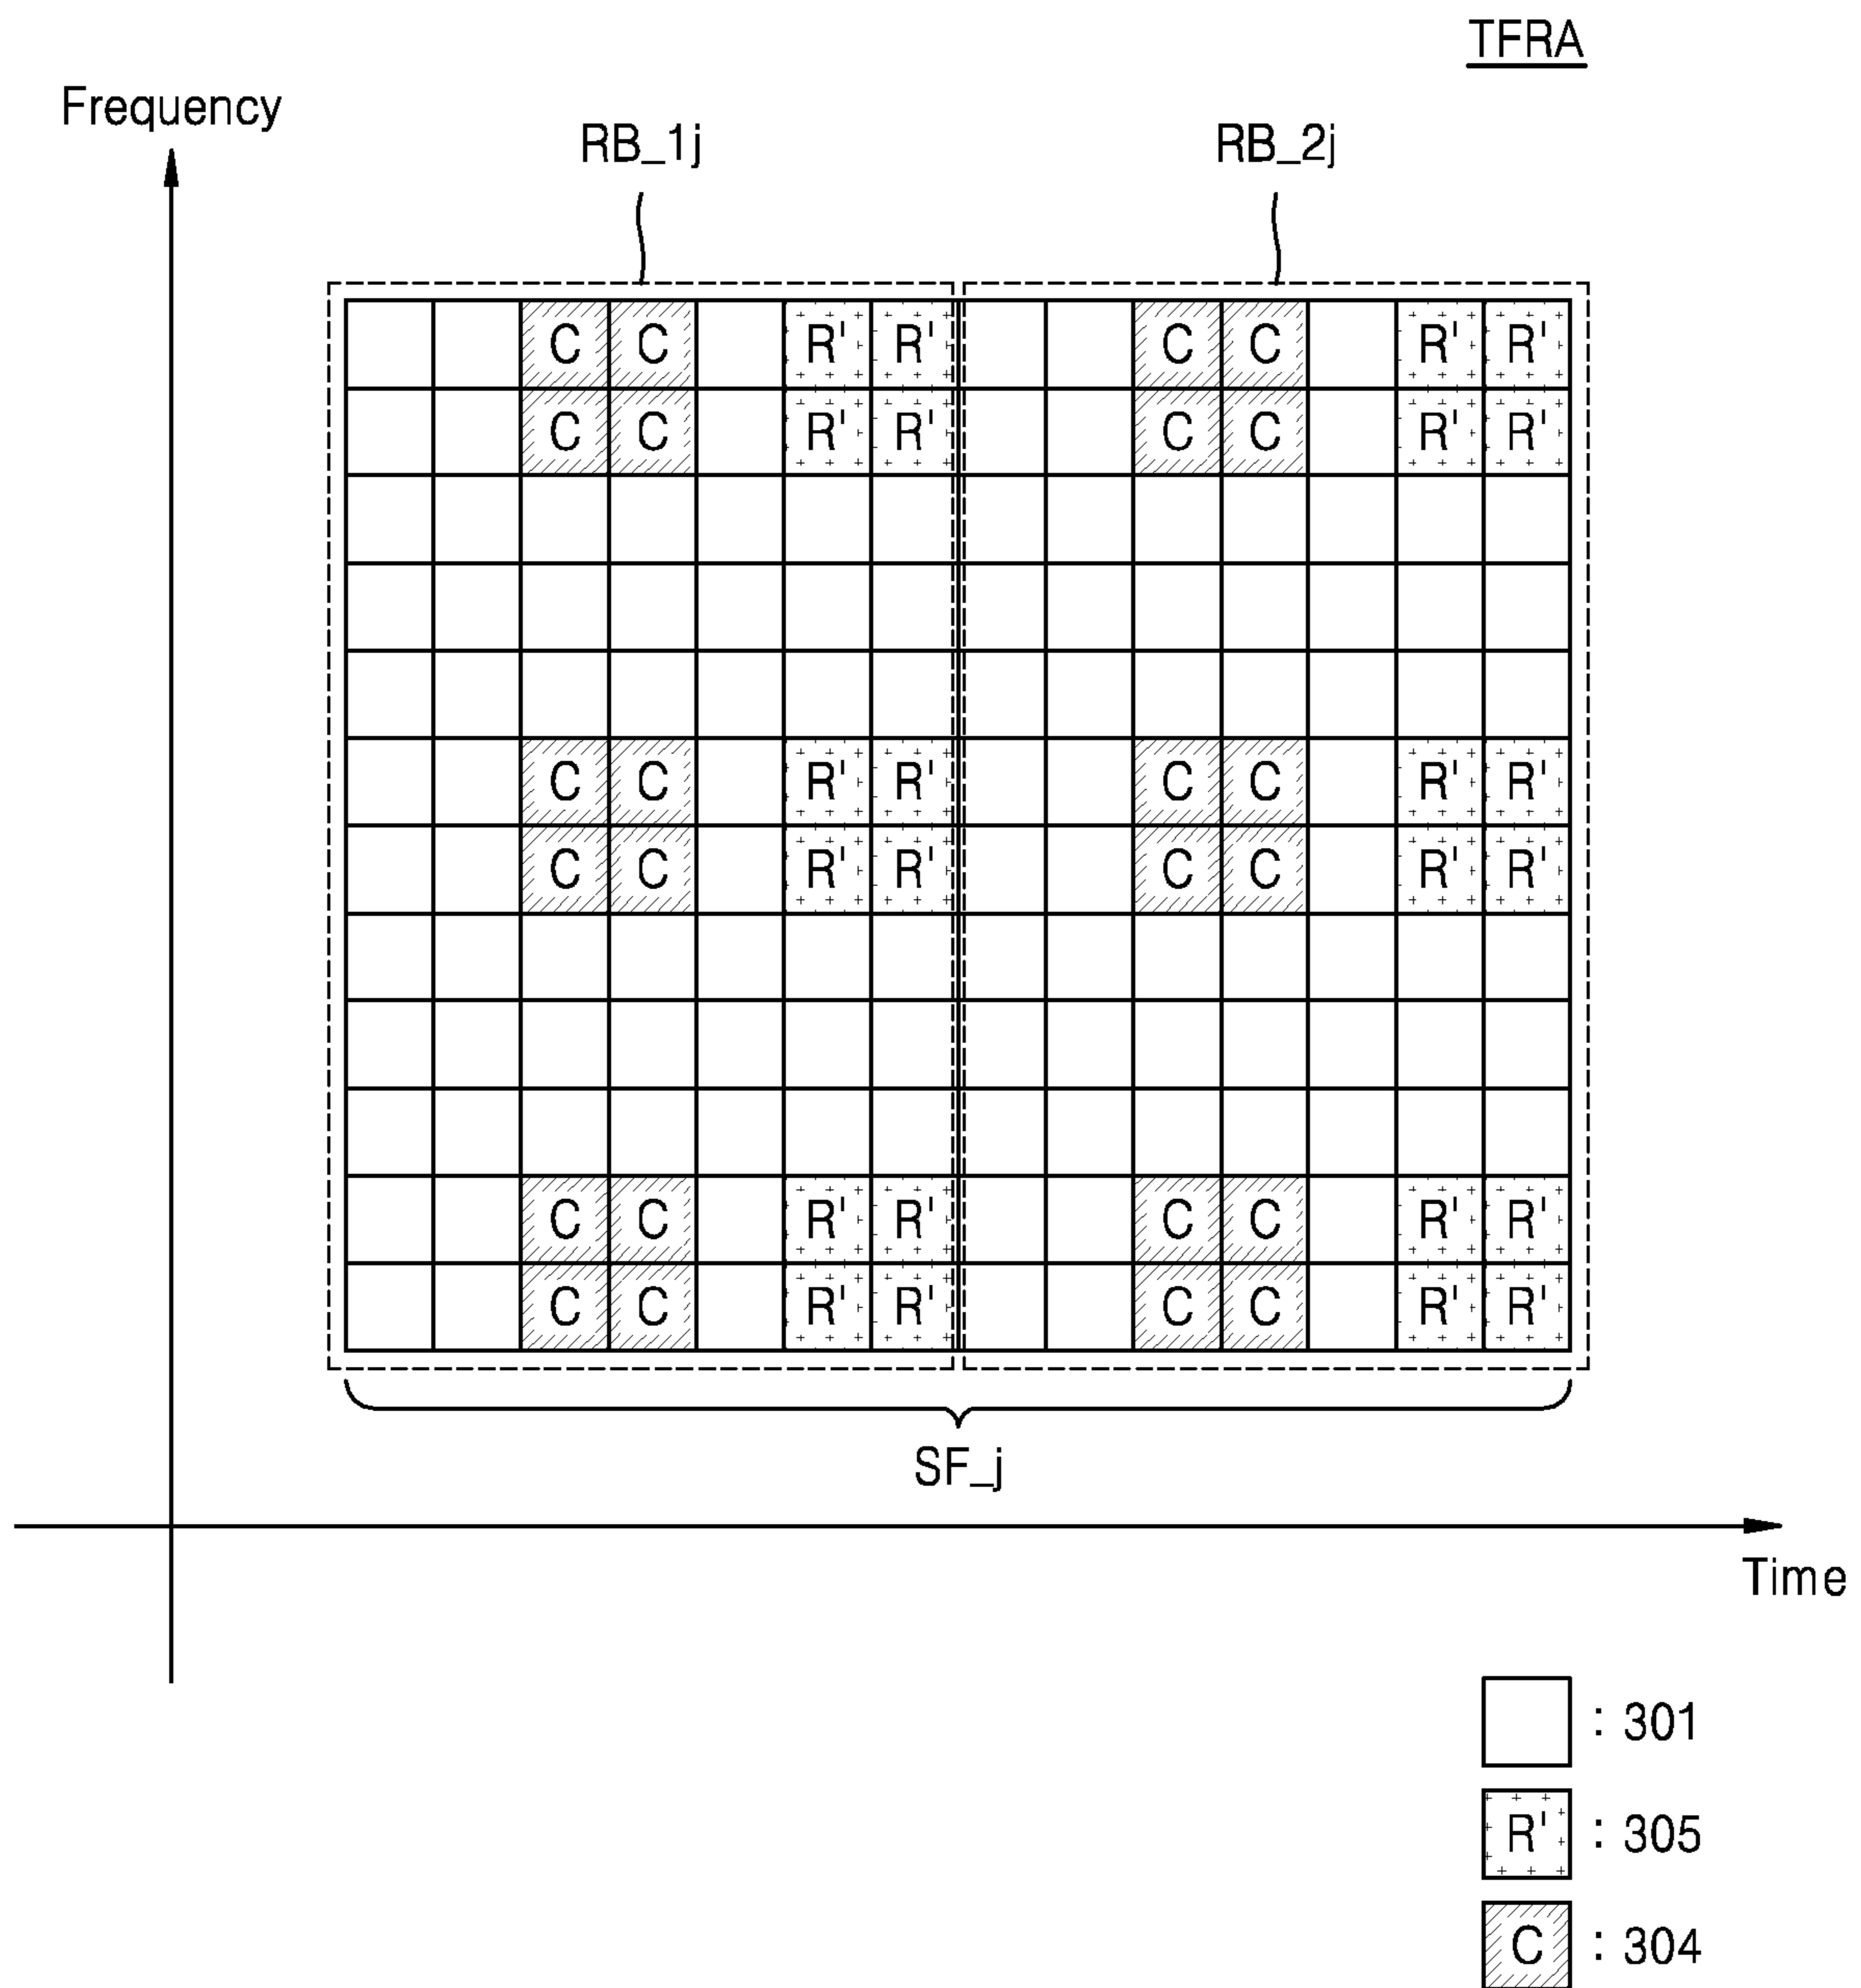 TFRA
Frequency
RB_1j RB_2j
C C R' R' C C R' R'
C C R' R' C C R' R'
C C R' R' C C R' R'
C C R' R' C C R' R'
C C R' R' C C R' R'
C C R' R' C C R' R'
SF_j
Time
: 301
R' : 305
C : 304